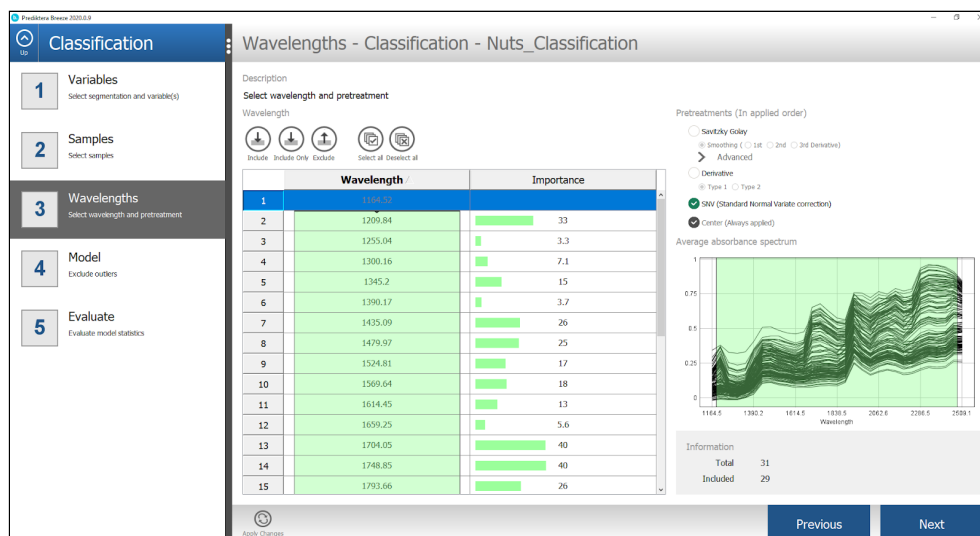 Prediktera Breeze 2020.0.9
Up
Classification
Wavelengths - Classification - Nuts_Classification
1
Variables
Select segmentation and variable(s)
2
Samples
Select samples
3
Wavelengths
Select wavelength and pretreatment
4
Model
Exclude outliers
5
Evaluate
Evaluate model statistics
Description
Select wavelength and pretreatment
Wavelength
Include Include Only Exclude Select all Deselect all
Wavelength Importance
1 1164.52
2 1209.84 33
3 1255.04 3.3
4 1300.16 7.1
5 1345.2 15
6 1390.17 3.7
7 1435.09 26
8 1479.97 25
9 1524.81 17
10 1569.64 18
11 1614.45 13
12 1659.25 5.6
13 1704.05 40
14 1748.85 40
15 1793.66 26
Pretreatments (In applied order)
Savitzky Golay
Smoothing ( 1st 2nd 3rd Derivative)
Advanced
Derivative
Type 1 Type 2
SNV (Standard Normal Variate correction)
Center (Always applied)
Average absorbance spectrum
1
0.75
0.5
0.25
0
1164.5 1390.2 1614.5 1838.5 2062.6 2286.5 2509.1
Wavelength
Information
Total 31
Included 29
Apply Changes
Previous
Next